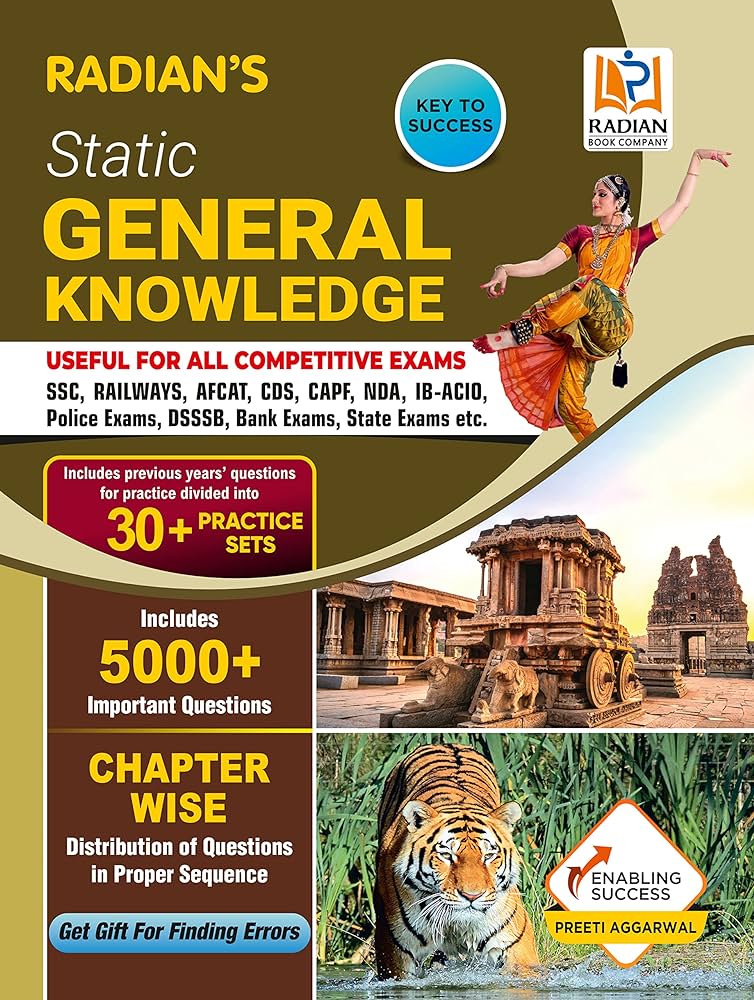 RADIAN'S
KEY TO
SUCCESS
RADIAN
BOOK COMPANY
Static
GENERAL
KNOWLEDGE
USEFUL FOR ALL COMPETITIVE EXAMS
SSC, RAILWAYS, AFCAT, CDS, CAPF, NDA, IB-ACIO,
Police Exams, DSSSB, Bank Exams, State Exams etc.
Includes previous years' questions
for practice divided into
30+ PRACTICE
SETS
Includes
5000+
Important Questions
CHAPTER
WISE
Distribution of Questions
in Proper Sequence
Get Gift For Finding Errors
ENABLING
SUCCESS
PREETI AGGARWAL